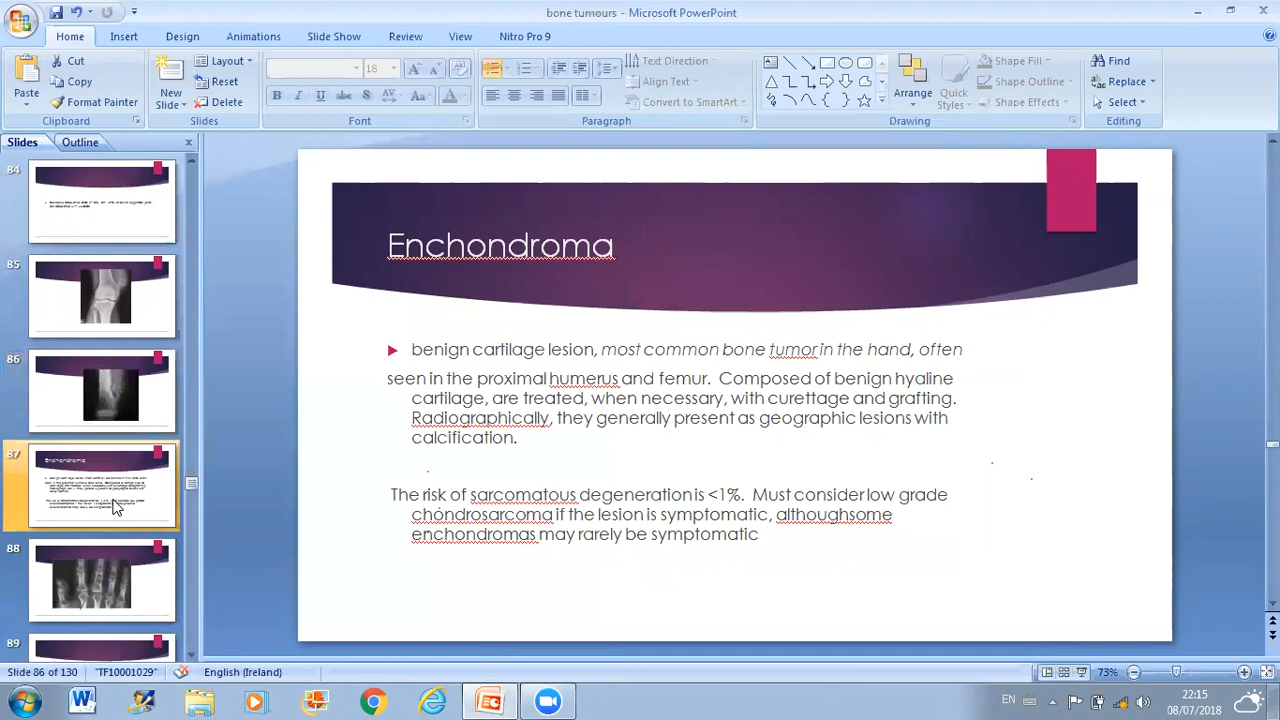 bone tumours - Microsoft PowerPoint
Home Insert Design Animations Slide Show Review View Nitro Pro 9
Paste
Cut
Copy
Format Painter
Clipboard
New Slide
Layout
Reset
Delete
Slides
18
B I U abc S AV Aa A
Font
Text Direction
Align Text
Convert to SmartArt
Paragraph
Arrange
Quick Styles
Shape Fill
Shape Outline
Shape Effects
Drawing
Find
Replace
Select
Editing
Slides Outline
84
85
86
87
Enchondroma
88
89
Enchondroma
benign cartilage lesion, most common bone tumor in the hand, often
seen in the proximal humerus and femur. Composed of benign hyaline
cartilage, are treated, when necessary, with curettage and grafting.
Radiographically, they generally present as geographic lesions with
calcification.
The risk of sarcomatous degeneration is <1%. Must consider low grade
chondrosarcoma if the lesion is symptomatic, althoughsome
enchondromas may rarely be symptomatic
Slide 86 of 130 "TF10001029" English (Ireland) 73%
EN 22:15
08/07/2018